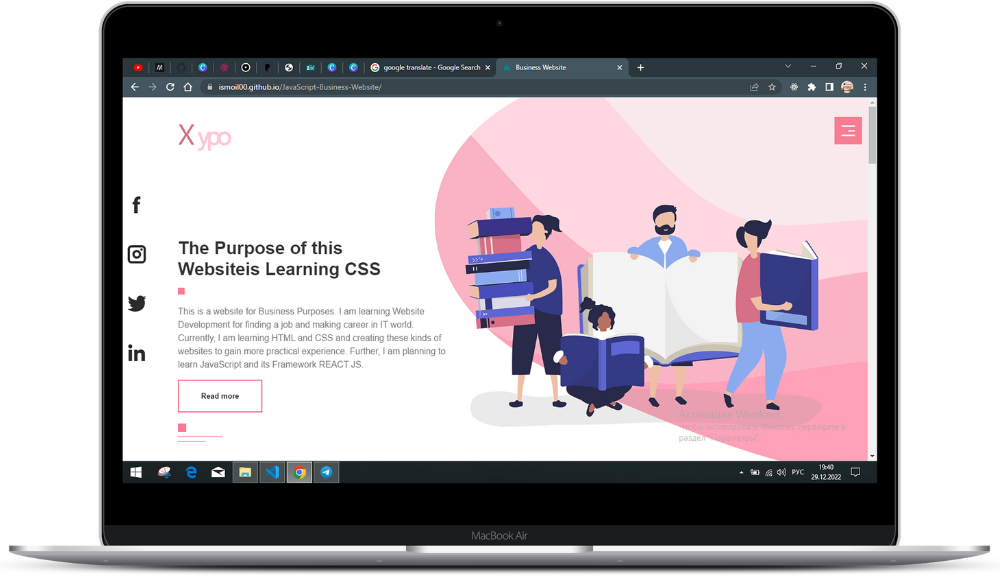 google translate - Google Search
Business Website
ismoil00.github.io/JavaScript-Business-Website/
X ypo
The Purpose of this
Websiteis Learning CSS
This is a website for Business Purposes. I am learning Website
Development for finding a job and making career in IT world.
Currently, I am learning HTML and CSS and creating these kinds of
websites to gain more practical experience. Further, I am planning to
learn JavaScript and its Framework REACT JS.
Read more
Активация Windows
Чтобы активировать Windows, перейдите в
раздел "Параметры".
РУС
19:40
29.12.2022
MacBook Air